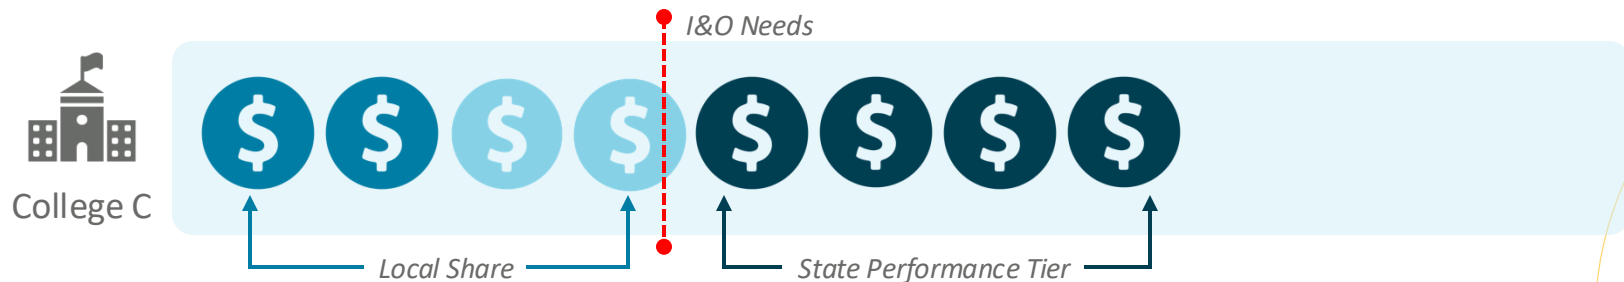 I&O Needs
$ $ $ $ $ $ $ $
College C
Local Share
State Performance Tier